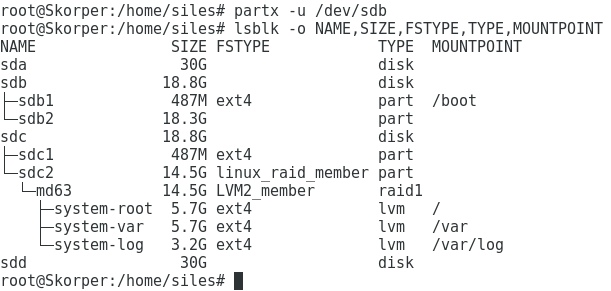 root@Skorper:/home/siles# partx -u /dev/sdb
root@Skorper:/home/siles# lsblk -o NAME,SIZE,FSTYPE,TYPE,MOUNTPOINT
NAME                SIZE FSTYPE            TYPE  MOUNTPOINT
sda                  30G                   disk
sdb                18.8G                   disk
├─sdb1              487M ext4              part  /boot
└─sdb2             18.3G                   part
sdc                18.8G                   disk
├─sdc1              487M ext4              part
└─sdc2             14.5G linux_raid_member part
  └─md63           14.5G LVM2_member       raid1
    ├─system-root   5.7G ext4              lvm   /
    ├─system-var    5.7G ext4              lvm   /var
    └─system-log    3.2G ext4              lvm   /var/log
sdd                  30G                   disk
root@Skorper:/home/siles#